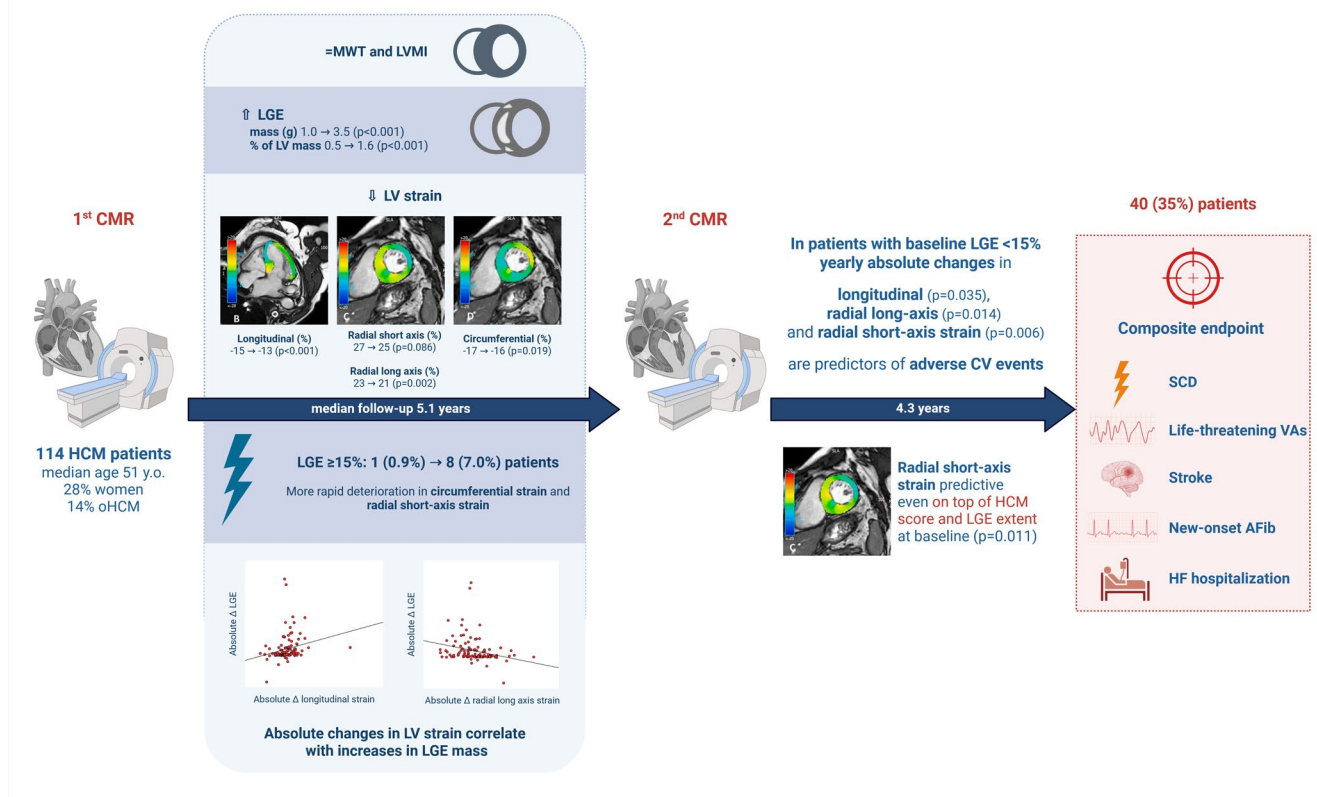 =MWT and LVMI
⇧ LGE
mass (g) 1.0 → 3.5 (p<0.001)
% of LV mass 0.5 → 1.6 (p<0.001)
⇩ LV strain
B
C
D
Longitudinal (%)
-15 → -13 (p<0.001)
Radial short axis (%)
27 → 25 (p=0.086)
Circumferential (%)
-17 → -16 (p=0.019)
Radial long axis (%)
23 → 21 (p=0.002)
1st CMR
114 HCM patients
median age 51 y.o.
28% women
14% oHCM
median follow-up 5.1 years
LGE ≥15%: 1 (0.9%) → 8 (7.0%) patients
More rapid deterioration in circumferential strain and
radial short-axis strain
Absolute Δ LGE
Absolute Δ longitudinal strain
Absolute Δ LGE
Absolute Δ radial long axis strain
Absolute changes in LV strain correlate
with increases in LGE mass
2nd CMR
In patients with baseline LGE <15%
yearly absolute changes in
longitudinal (p=0.035),
radial long-axis (p=0.014)
and radial short-axis strain (p=0.006)
are predictors of adverse CV events
4.3 years
C
Radial short-axis
strain predictive
even on top of HCM
score and LGE extent
at baseline (p=0.011)
40 (35%) patients
Composite endpoint
SCD
Life-threatening VAs
Stroke
New-onset AFib
HF hospitalization